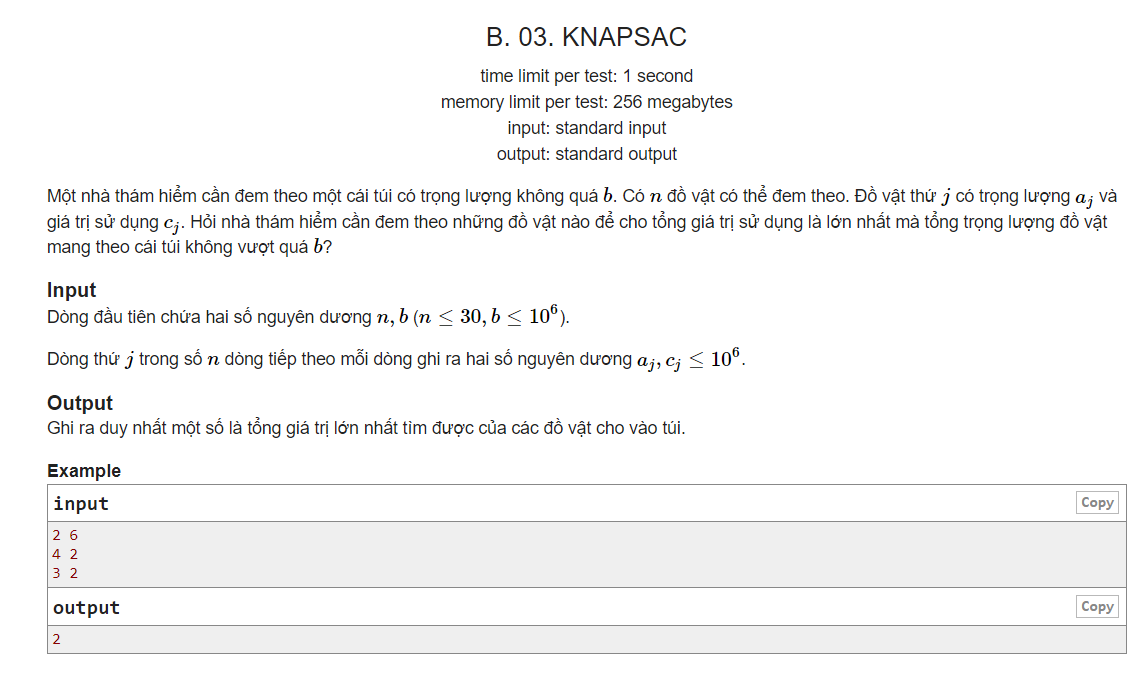 B. 03. KNAPSAC
time limit per test: 1 second
memory limit per test: 256 megabytes
input: standard input
output: standard output
Một nhà thám hiểm cần đem theo một cái túi có trọng lượng không quá b. Có n đồ vật có thể đem theo. Đồ vật thứ j có trọng lượng a_j và
giá trị sử dụng c_j. Hỏi nhà thám hiểm cần đem theo những đồ vật nào để cho tổng giá trị sử dụng là lớn nhất mà tổng trọng lượng đồ vật
mang theo cái túi không vượt quá b?
Input
Dòng đầu tiên chứa hai số nguyên dương n, b (n ≤ 30, b ≤ 10^6).
Dòng thứ j trong số n dòng tiếp theo mỗi dòng ghi ra hai số nguyên dương a_j, c_j ≤ 10^6.
Output
Ghi ra duy nhất một số là tổng giá trị lớn nhất tìm được của các đồ vật cho vào túi.
Example
input
Copy
2 6
4 2
3 2
output
Copy
2